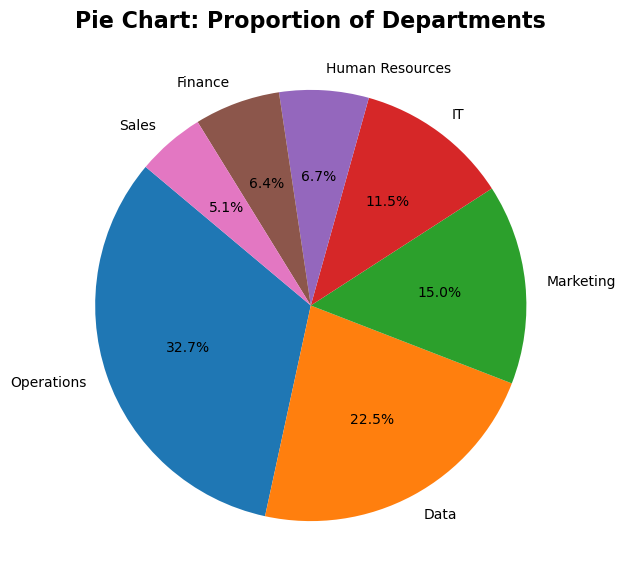 Pie Chart: Proportion of Departments
Human Resources
Finance
IT
Sales
6.7%
6.4%
11.5%
5.1%
Marketing
15.0%
32.7%
Operations
22.5%
Data